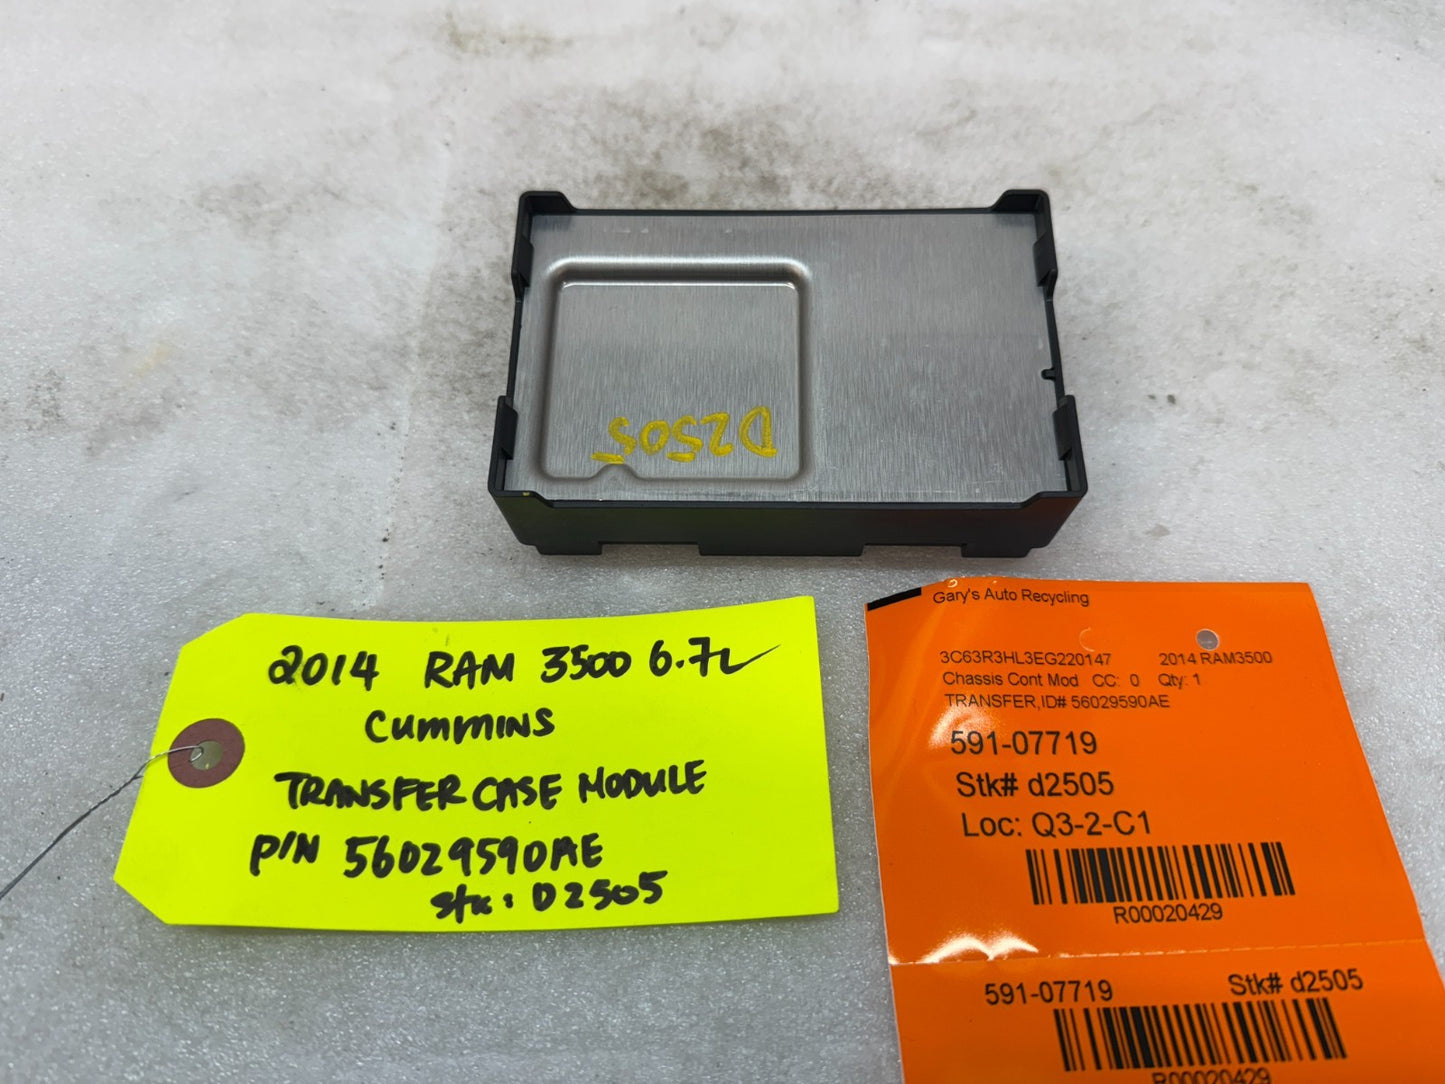 D2505
2014 RAM 3500 6.7L
CUMMINS
TRANSFER CASE MODULE
P/N 56029590AE
STK: D2505
Gary's Auto Recycling
3C63R3HL3EG220147 2014 RAM3500
Chassis Cont Mod CC: 0 Qty: 1
TRANSFER,ID# 56029590AE
591-07719
Stk# d2505
Loc: Q3-2-C1
R00020429
591-07719 Stk# d2505
R00020429